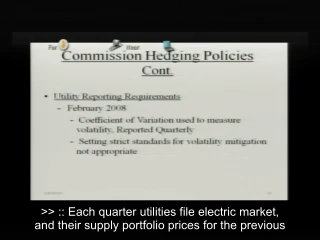 For
Hear
Commission Hedging Policies
Cont.
• Utility Reporting Requirements
– February 2008
– Coefficient of Variation used to measure
volatility, Reported Quarterly
– Setting strict standards for volatility mitigation
not appropriate
>> :: Each quarter utilities file electric market,
and their supply portfolio prices for the previous